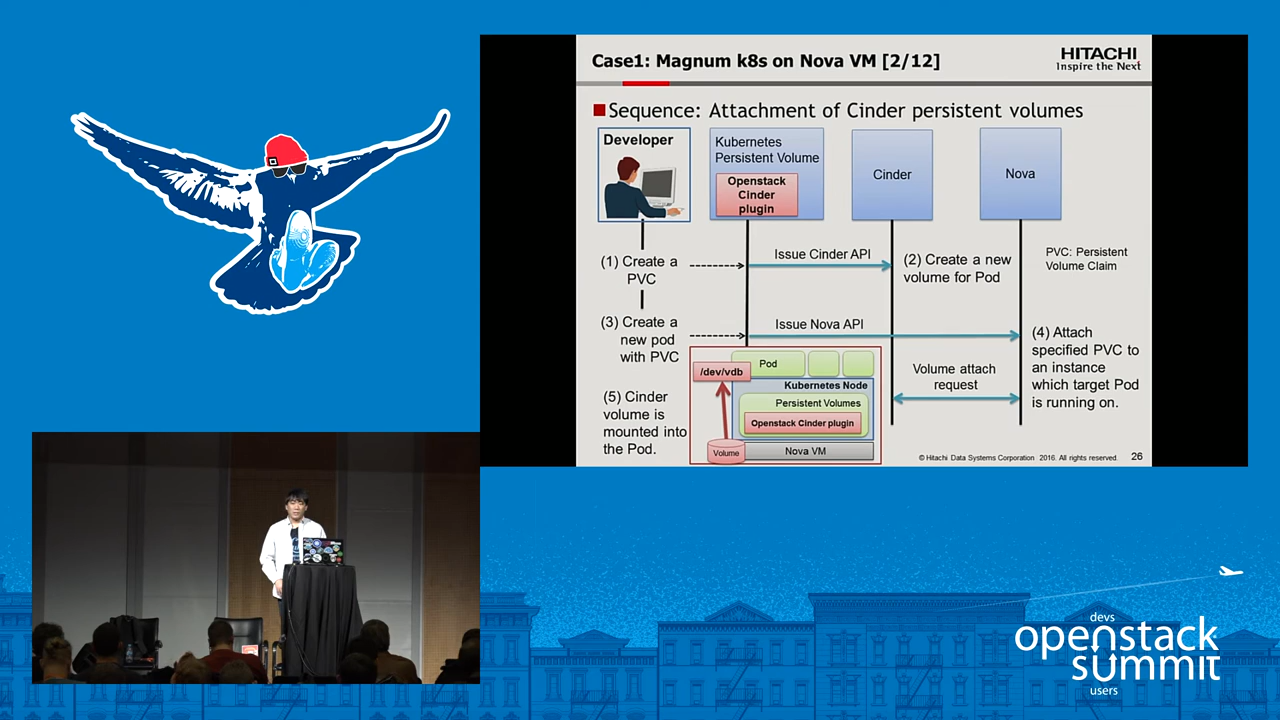 Case1: Magnum k8s on Nova VM [2/12]
HITACHI
Inspire the Next
Sequence: Attachment of Cinder persistent volumes
Developer
Kubernetes
Persistent Volume
Openstack
Cinder
plugin
Cinder
Nova
(1) Create a
PVC
Issue Cinder API
(2) Create a new
volume for Pod
PVC: Persistent
Volume Claim
(3) Create a
new pod
with PVC
Issue Nova API
(4) Attach
specified PVC to
an instance
which target Pod
is running on.
Volume attach
request
(5) Cinder
volume is
mounted into
the Pod.
Pod
/dev/vdb
Kubernetes Node
Persistent Volumes
Openstack Cinder plugin
Volume
Nova VM
© Hitachi Data Systems Corporation 2016. All rights reserved.
26
devs
openstack
summit
users